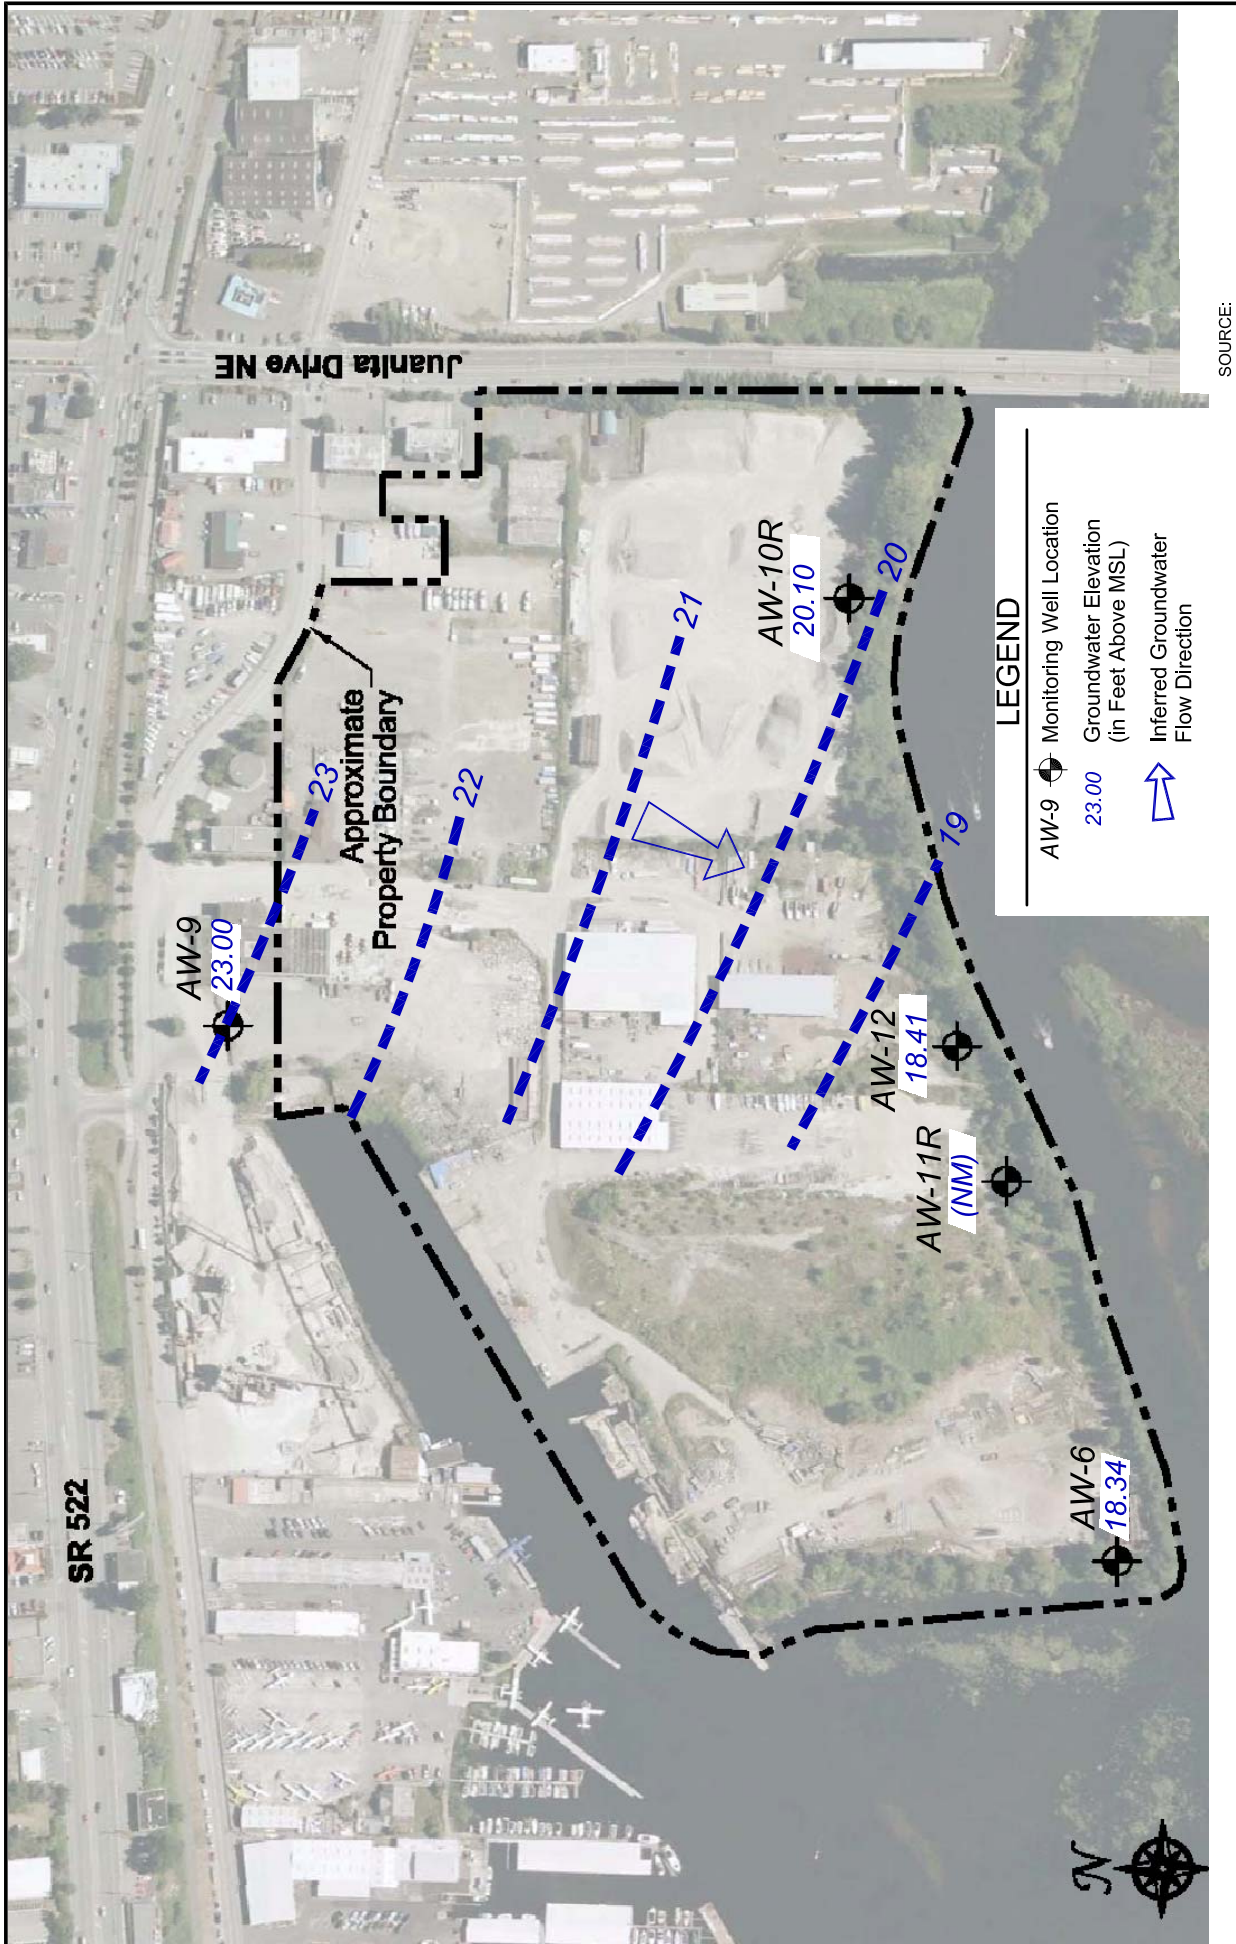 SR 522
Juanita Drive NE
AW-9
23.00
Approximate
Property Boundary
23
22
21
20
19
AW-10R
20.10
AW-12
18.41
AW-11R
(NM)
AW-6
18.34
N
LEGEND
AW-9 Monitoring Well Location
23.00 Groundwater Elevation
(in Feet Above MSL)
Inferred Groundwater
Flow Direction
SOURCE: